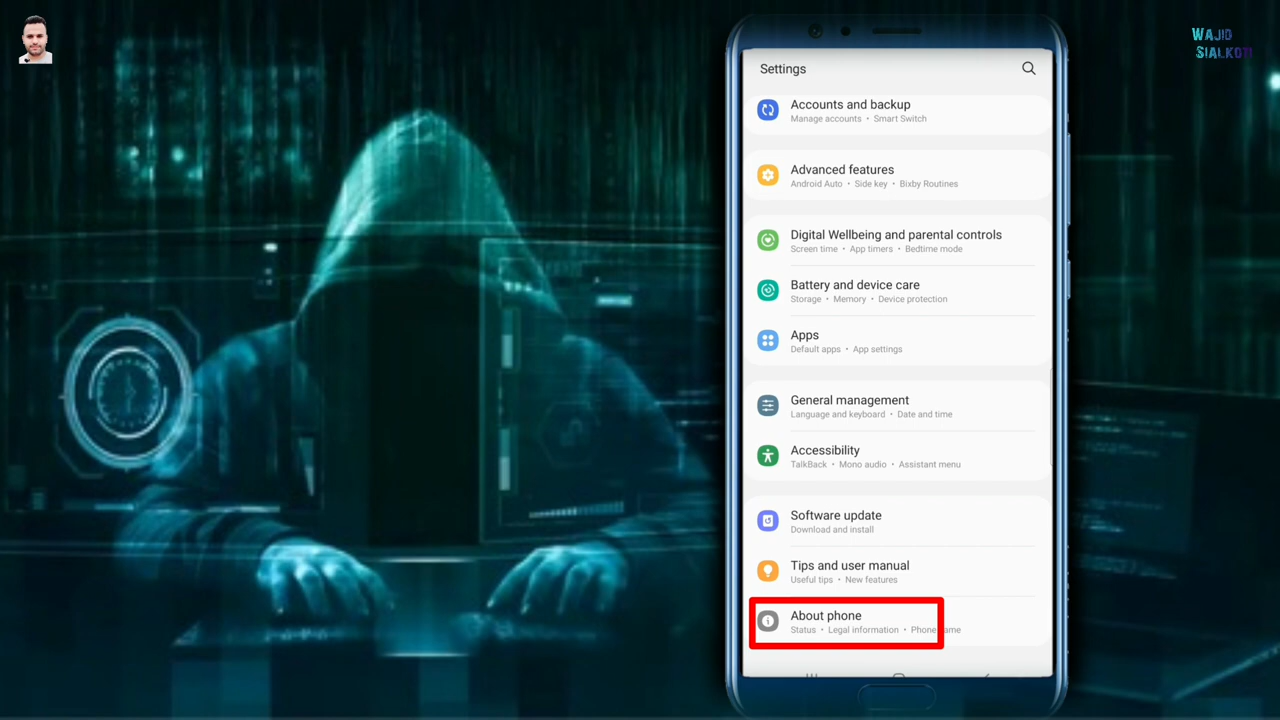 WAJID
SIALKOTI
Settings
Accounts and backup
Manage accounts • Smart Switch
Advanced features
Android Auto • Side key • Bixby Routines
Digital Wellbeing and parental controls
Screen time • App timers • Bedtime mode
Battery and device care
Storage • Memory • Device protection
Apps
Default apps • App settings
General management
Language and keyboard • Date and time
Accessibility
TalkBack • Mono audio • Assistant menu
Software update
Download and install
Tips and user manual
Useful tips • New features
About phone
Status • Legal information • Phone name